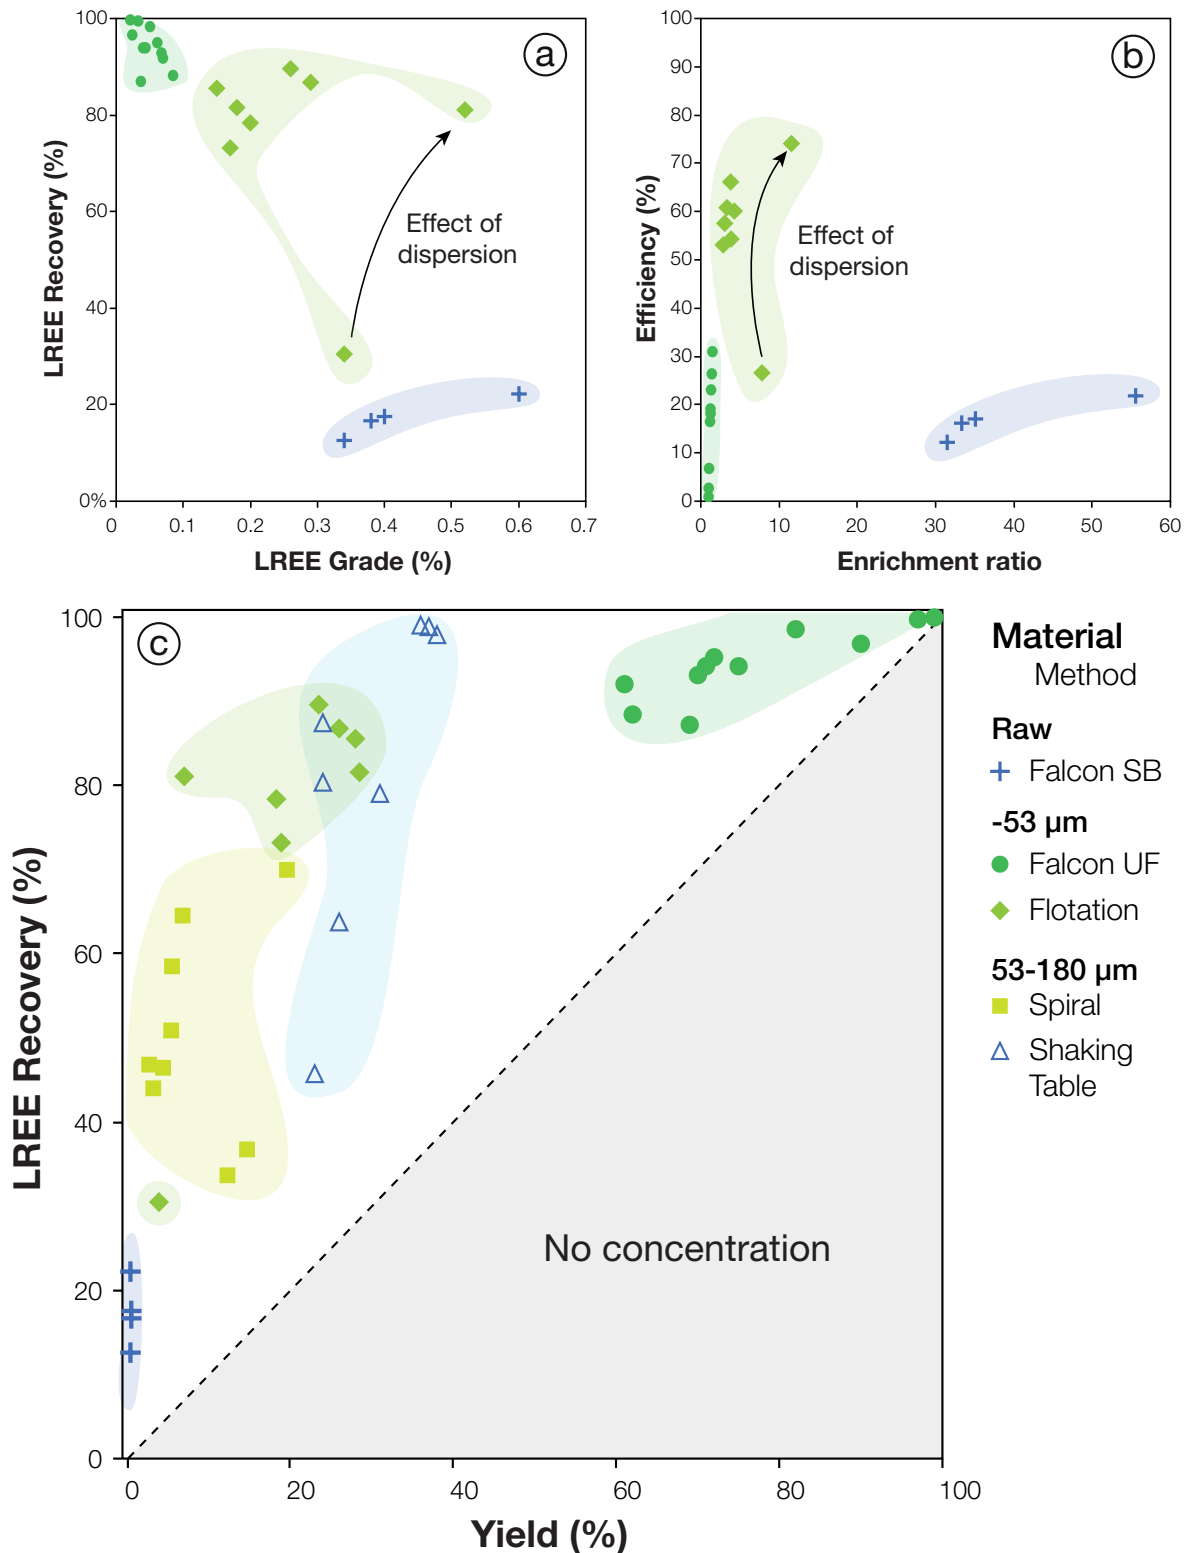 a
LREE Recovery (%)
100
80
60
40
20
0%
0
0.1
0.2
0.3
0.4
0.5
0.6
0.7
LREE Grade (%)
Effect of
dispersion
b
Efficiency (%)
100
90
80
70
60
50
40
30
20
10
0
0
10
20
30
40
50
60
Enrichment ratio
Effect of
dispersion
c
LREE Recovery (%)
100
80
60
40
20
0
0
20
40
60
80
100
Yield (%)
No concentration
Material
Method
Raw
Falcon SB
-53 µm
Falcon UF
Flotation
53-180 µm
Spiral
Shaking
Table